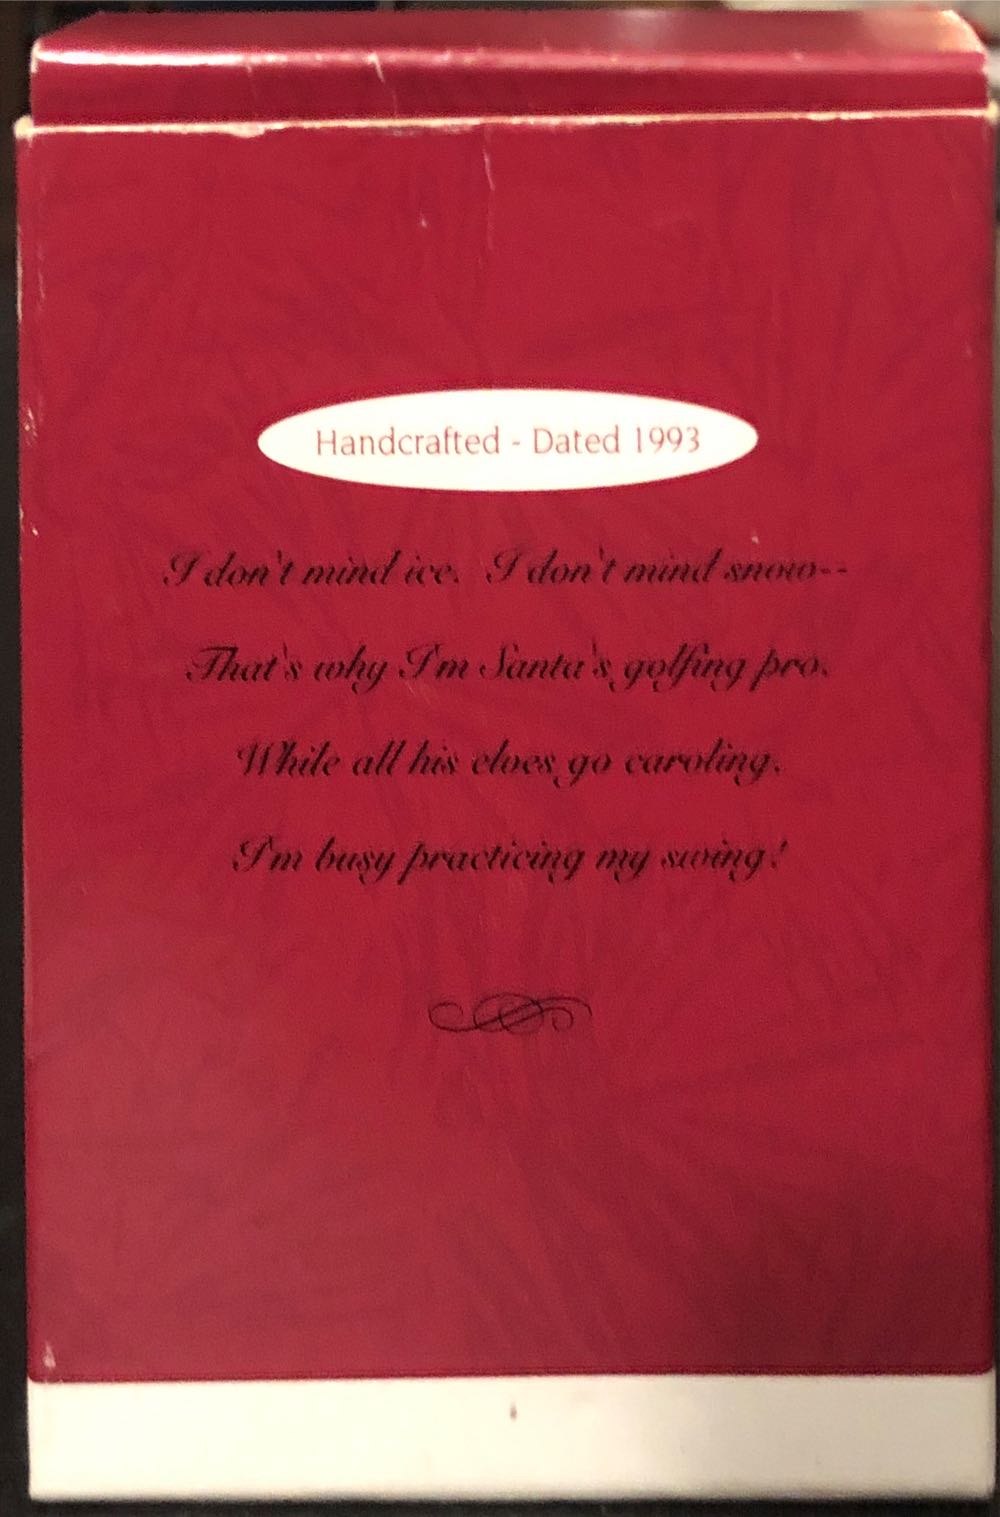 Handcrafted - Dated 1993
I don't mind ice. I don't mind snow--
That's why I'm Santa's golfing pro.
While all his elves go caroling,
I'm busy practicing my swing!